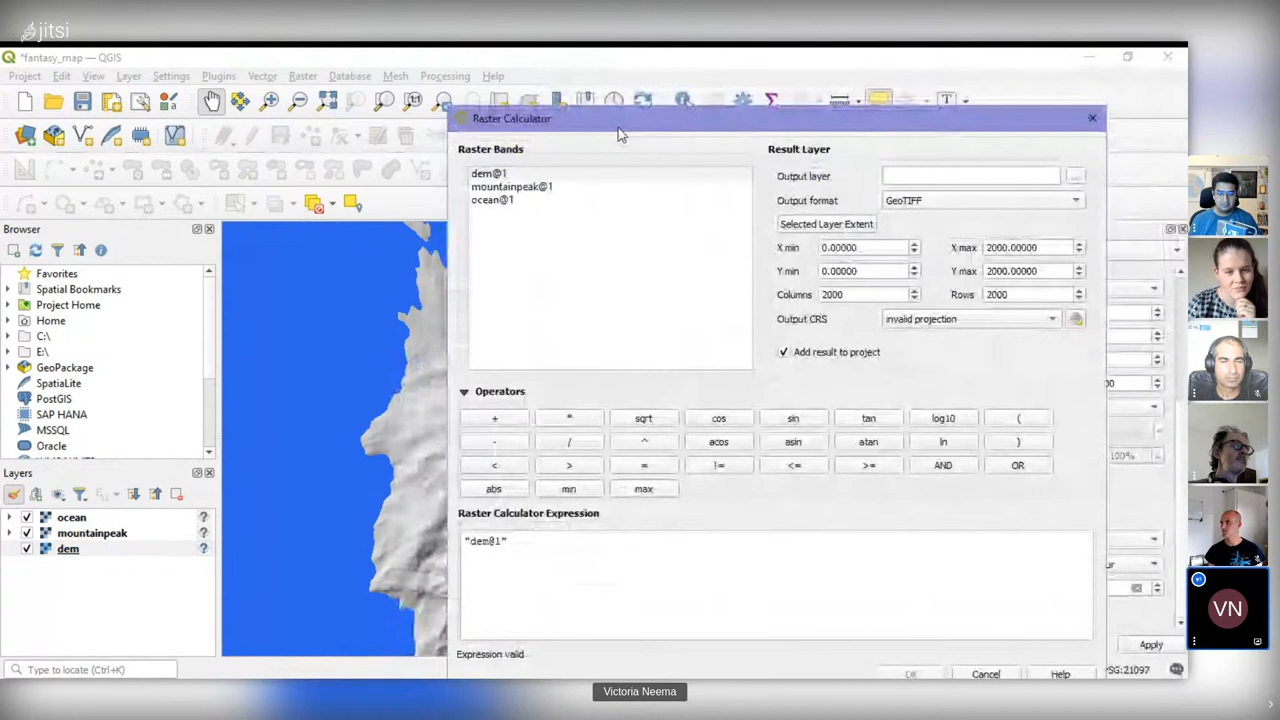 jitsi
*fantasy_map — QGIS
Project Edit View Layer Settings Plugins Vector Raster Database Mesh Processing Help
Raster Calculator
Raster Bands
dem@1
mountainpeak@1
ocean@1
Result Layer
Output layer
...
Output format GeoTIFF
Selected Layer Extent
X min 0.00000 X max 2000.00000
Y min 0.00000 Y max 2000.00000
Columns 2000 Rows 2000
Output CRS invalid projection
Add result to project
Operators
+ * sqrt cos sin tan log10 (
- / ^ acos asin atan ln )
< > = != <= >= AND OR
abs min max
Raster Calculator Expression
"dem@1"
Expression valid
OK Cancel Help
Browser
Favorites
Spatial Bookmarks
Project Home
Home
C:\
E:\
GeoPackage
SpatiaLite
PostGIS
SAP HANA
MSSQL
Oracle
Layers
ocean ?
mountainpeak ?
dem ?
Type to locate (Ctrl+K)
00
100%
Apply
SG:21097
VN
Victoria Neema